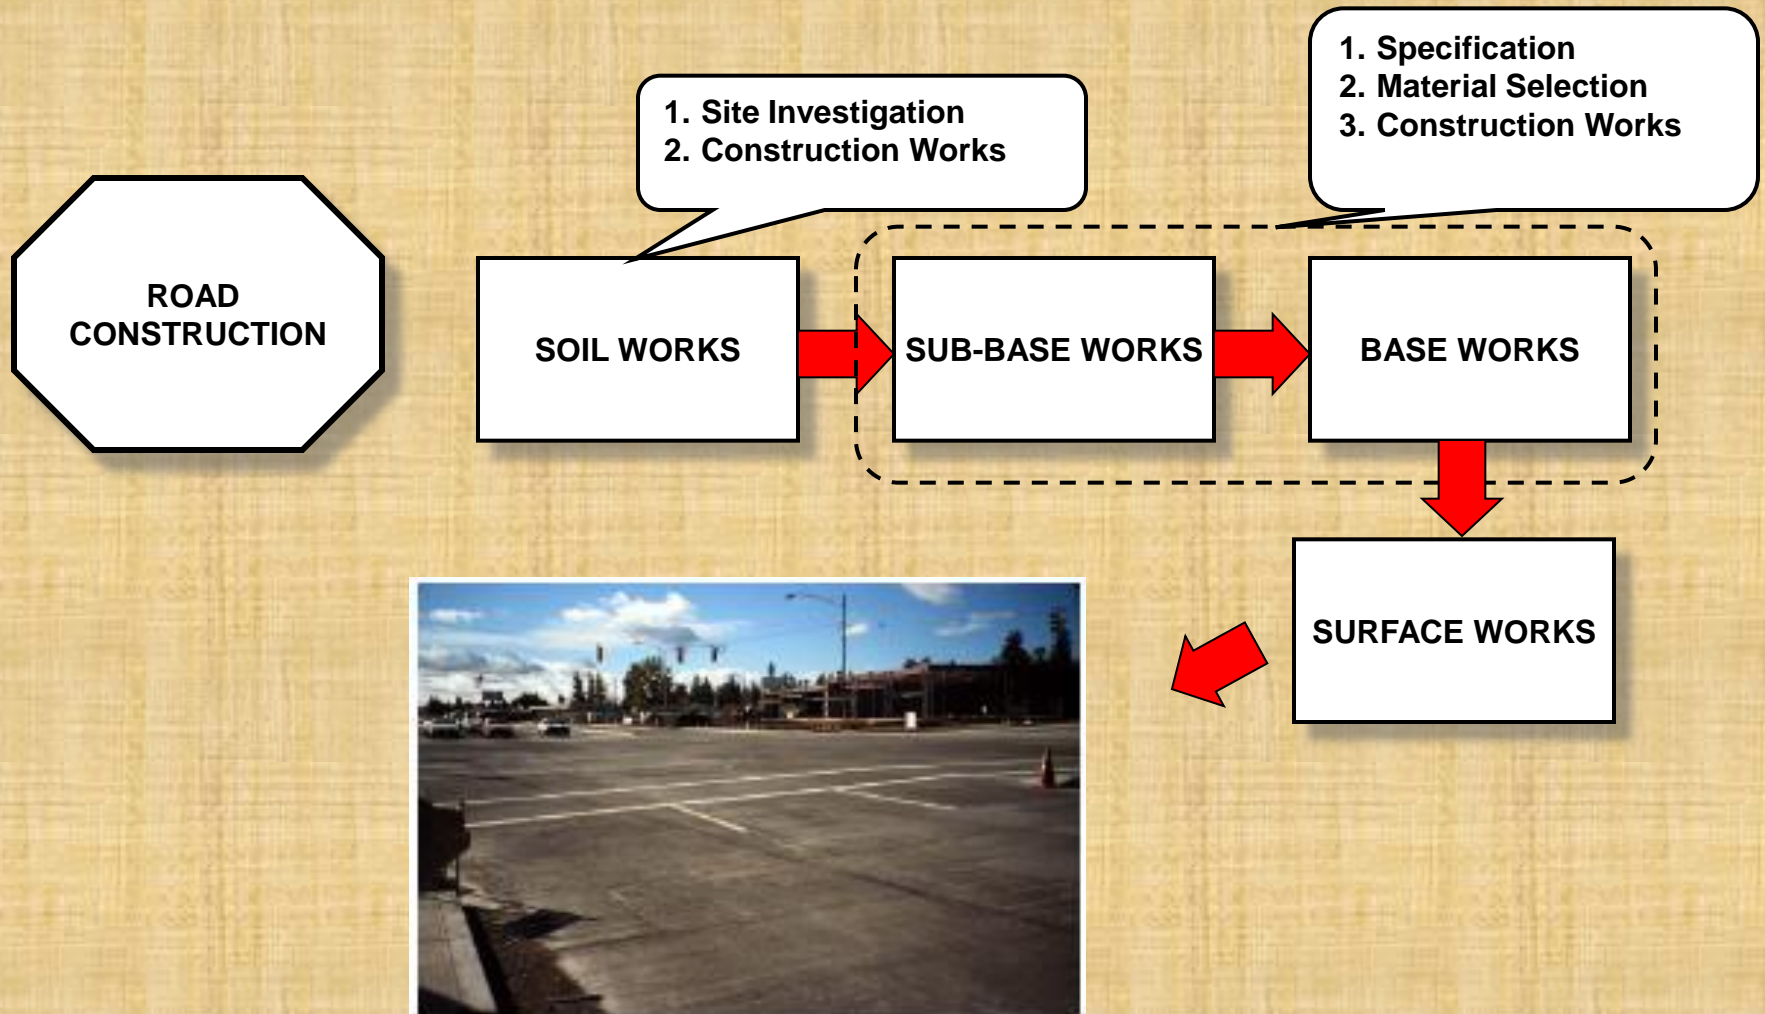 1. Specification
2. Material Selection
3. Construction Works
1. Site Investigation
2. Construction Works
ROAD
CONSTRUCTION
SOIL WORKS
SUB-BASE WORKS
BASE WORKS
SURFACE WORKS